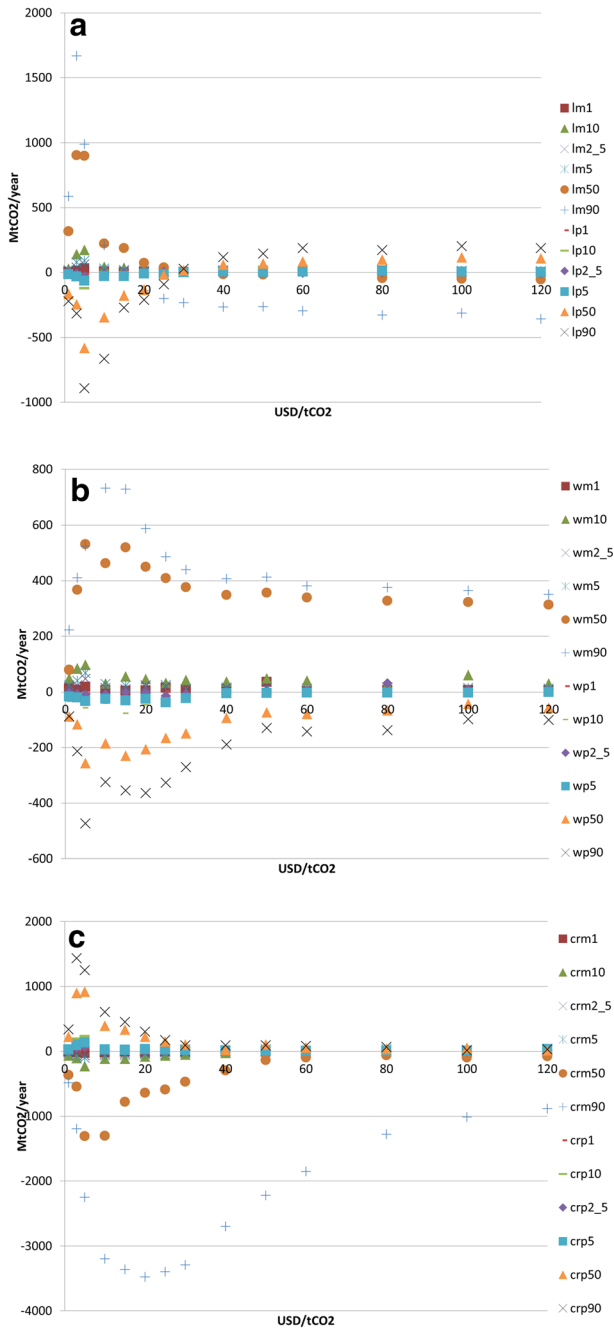 a
2000
1500
1000
500
0
-500
-1000
0
20
40
60
80
100
120
MtCO2/year
USD/tCO2
lm1
lm10
lm2_5
lm5
lm50
lm90
lp1
lp10
lp2_5
lp5
lp50
lp90
b
800
600
400
200
0
-200
-400
-600
0
20
40
60
80
100
120
MtCO2/year
USD/tCO2
wm1
wm10
wm2_5
wm5
wm50
wm90
wp1
wp10
wp2_5
wp5
wp50
wp90
c
2000
1000
0
-1000
-2000
-3000
-4000
0
20
40
60
80
100
120
MtCO2/year
USD/tCO2
crm1
crm10
crm2_5
crm5
crm50
crm90
crp1
crp10
crp2_5
crp5
crp50
crp90